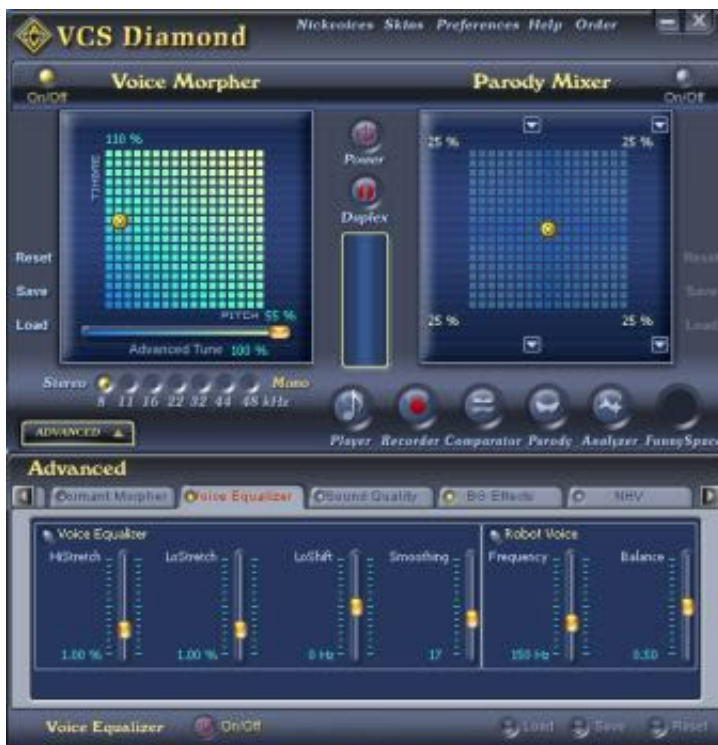 VCS Diamond
Nickvoices Skins Preferences Help Order
Voice Morpher
On/Off
Parody Mixer
On/Off
110 %
TIMBRE
PITCH 55 %
Advanced Tune 100 %
Reset
Save
Load
Power
Duplex
25 % 25 %
25 % 25 %
Reset
Save
Load
Stereo Mono
8 11 16 22 32 44 48 kHz
ADVANCED
Player Recorder Comparator Parody Analyzer FunnySpace
Advanced
Formant Morpher Voice Equalizer Sound Quality BG Effects NHV
Voice Equalizer Robot Voice
HiStretch LoStretch LoShift Smoothing Frequency Balance
1.00 % 1.00 % 0 Hz 17 150 Hz 0.50
Voice Equalizer On/Off Load Save Reset